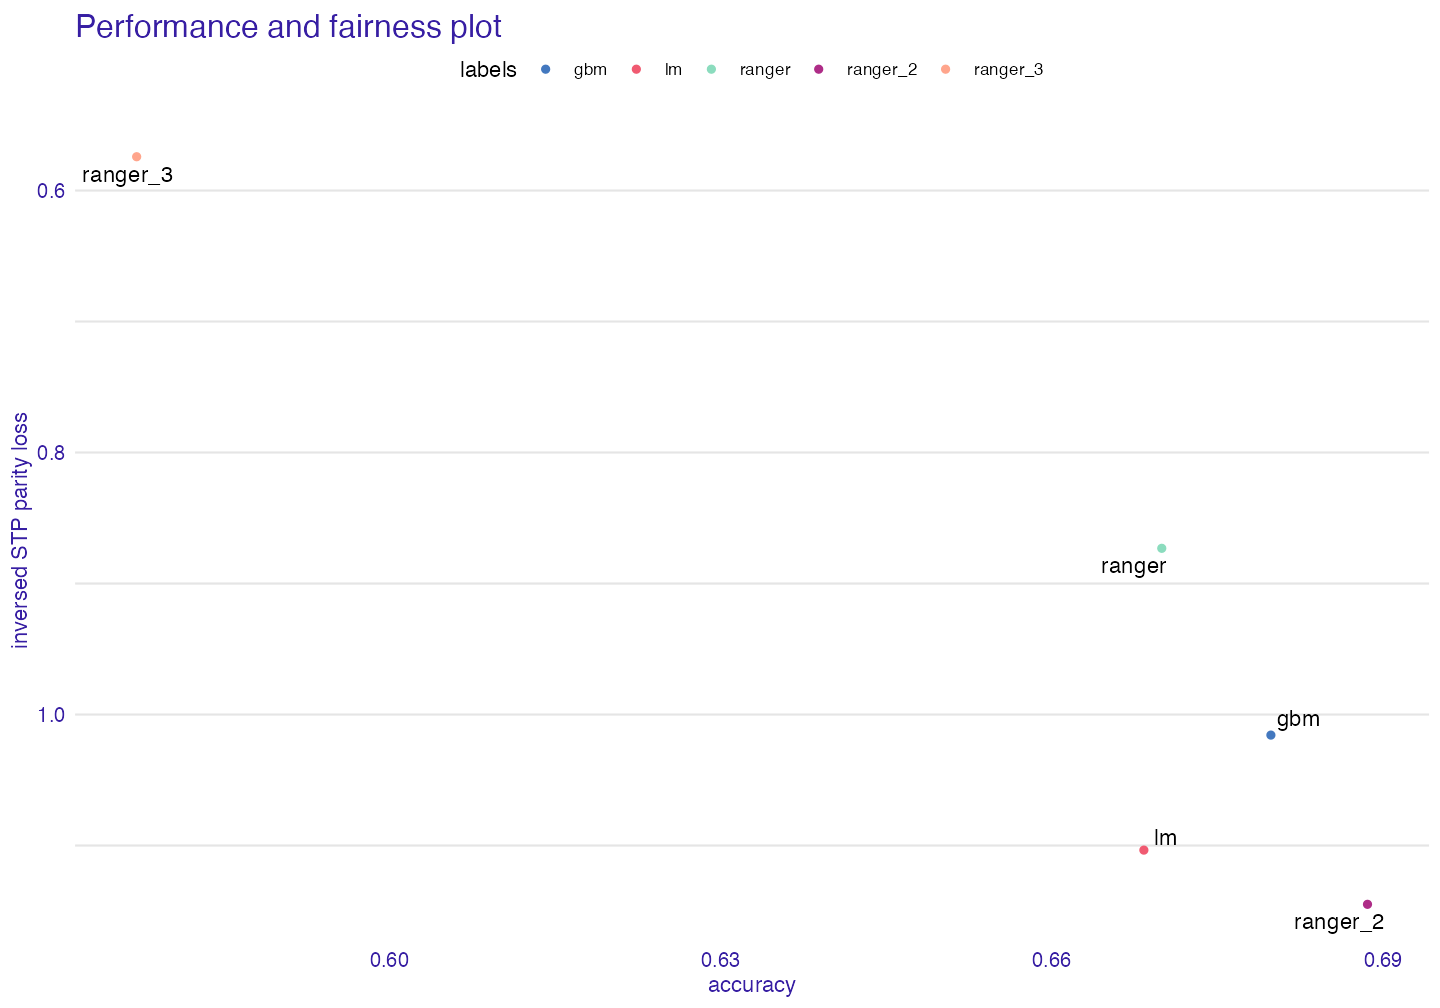 Performance and fairness plot
labels gbm lm ranger ranger_2 ranger_3
ranger_3
0.6
inversed STP parity loss
0.8
ranger
1.0
gbm
lm
ranger_2
0.60 0.63 0.66 0.69
accuracy